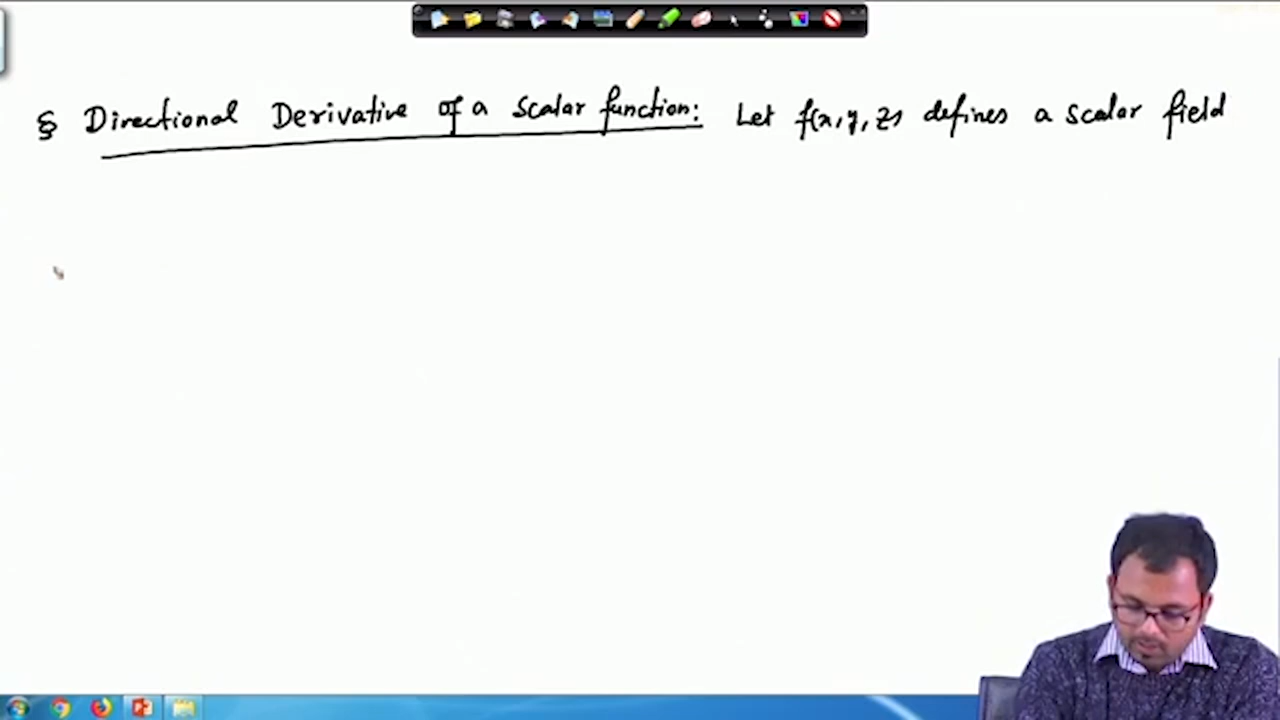 § Directional Derivative of a scalar function: Let f(x, y, z) defines a scalar field